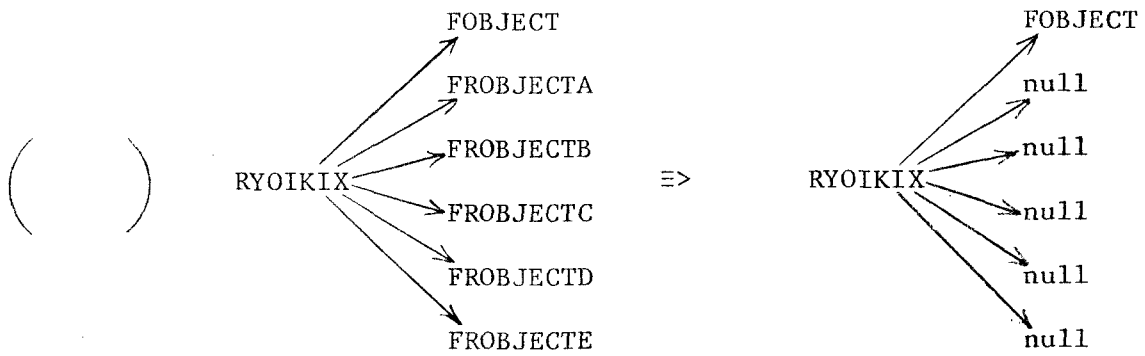 FOBJECT FOBJECT
FROBJECTA null
FROBJECTB null
( ) RYOIKIX ≡> RYOIKIX
FROBJECTC null
FROBJECTD null
FROBJECTE null